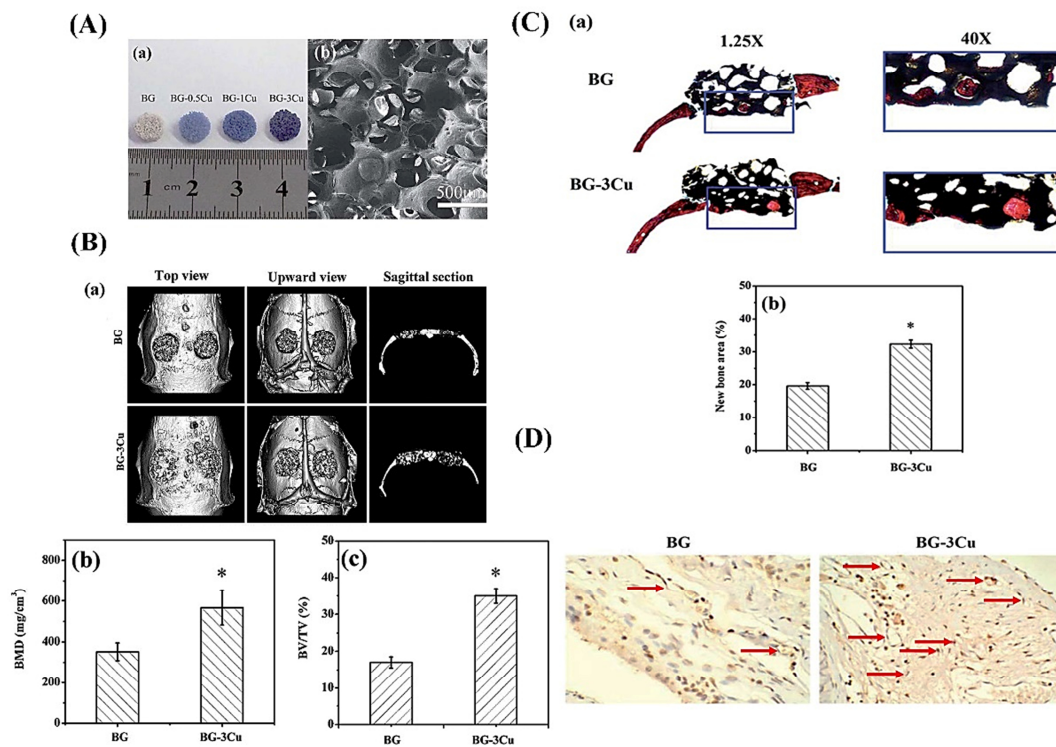 (A)
(a)
BG
BG-0.5Cu
BG-1Cu
BG-3Cu
mm
1 cm 2 3 4
(b)
500μm
(B)
Top view Upward view Sagittal section
(a)
BG
BG-3Cu
(b)
BMD (mg/cm³)
800
600
400
200
0
BG BG-3Cu
*
(c)
BV/TV (%)
50
40
30
20
10
0
BG BG-3Cu
*
(C)
(a)
1.25X 40X
BG
BG-3Cu
(b)
New bone area (%)
50
40
30
20
10
0
BG BG-3Cu
*
(D)
BG BG-3Cu